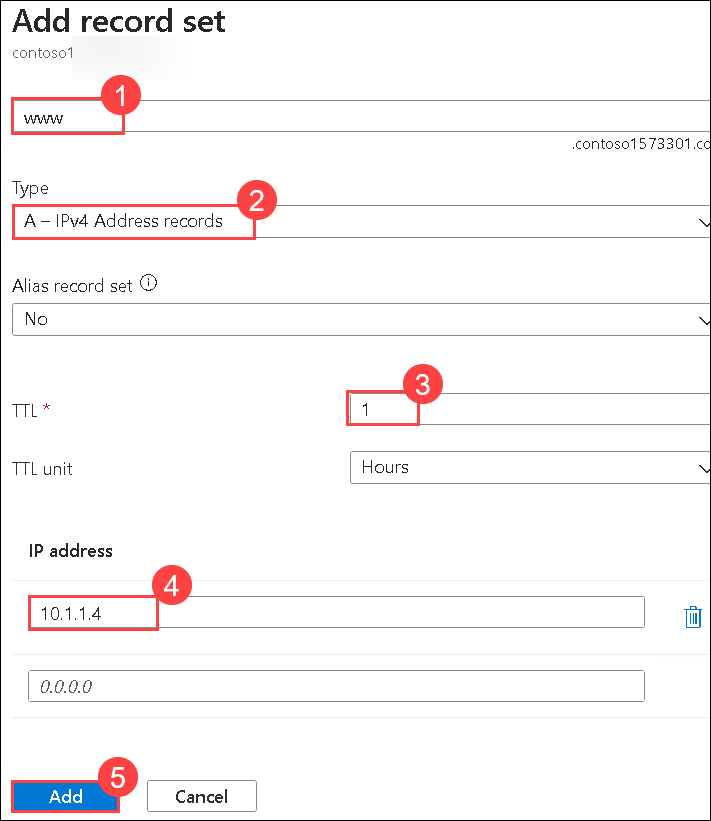 Add record set
contoso1
1
www
.contoso1573301.co
Type
2
A – IPv4 Address records
Alias record set
No
3
TTL *
1
TTL unit
Hours
IP address
4
10.1.1.4
0.0.0.0
5
Add
Cancel